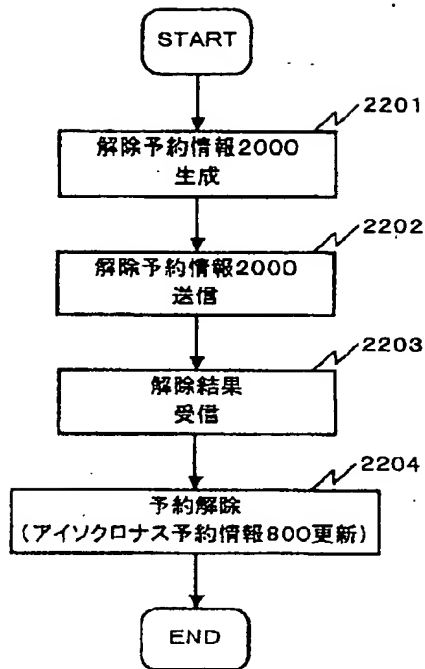 START
2201
解除予約情報2000
生成
2202
解除予約情報2000
送信
2203
解除結果
受信
2204
予約解除
(アイソクロナス予約情報800更新)
END